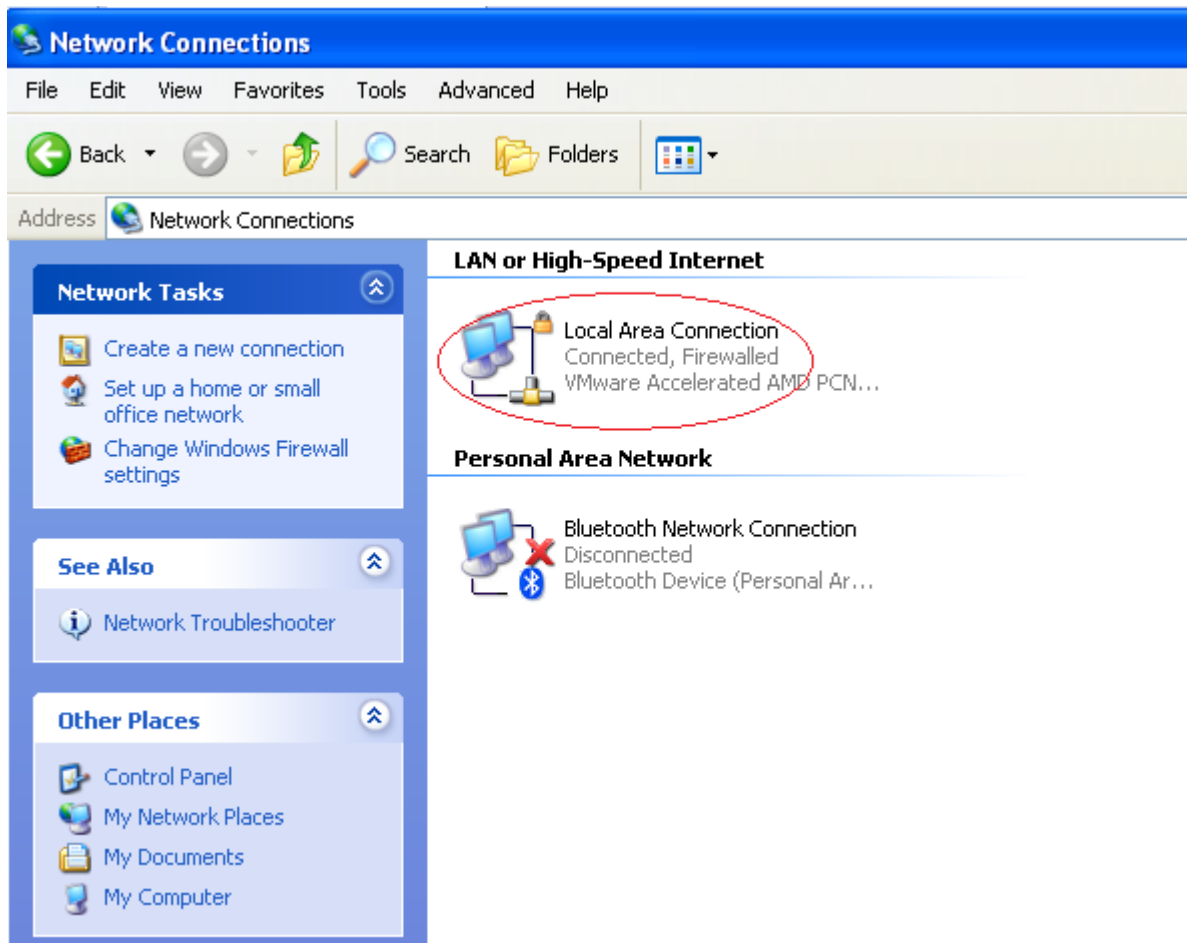 Network Connections
File Edit View Favorites Tools Advanced Help
Back Search Folders
Address Network Connections
Network Tasks
Create a new connection
Set up a home or small
office network
Change Windows Firewall
settings
See Also
Network Troubleshooter
Other Places
Control Panel
My Network Places
My Documents
My Computer
LAN or High-Speed Internet
Local Area Connection
Connected, Firewalled
VMware Accelerated AMD PCN...
Personal Area Network
Bluetooth Network Connection
Disconnected
Bluetooth Device (Personal Ar...